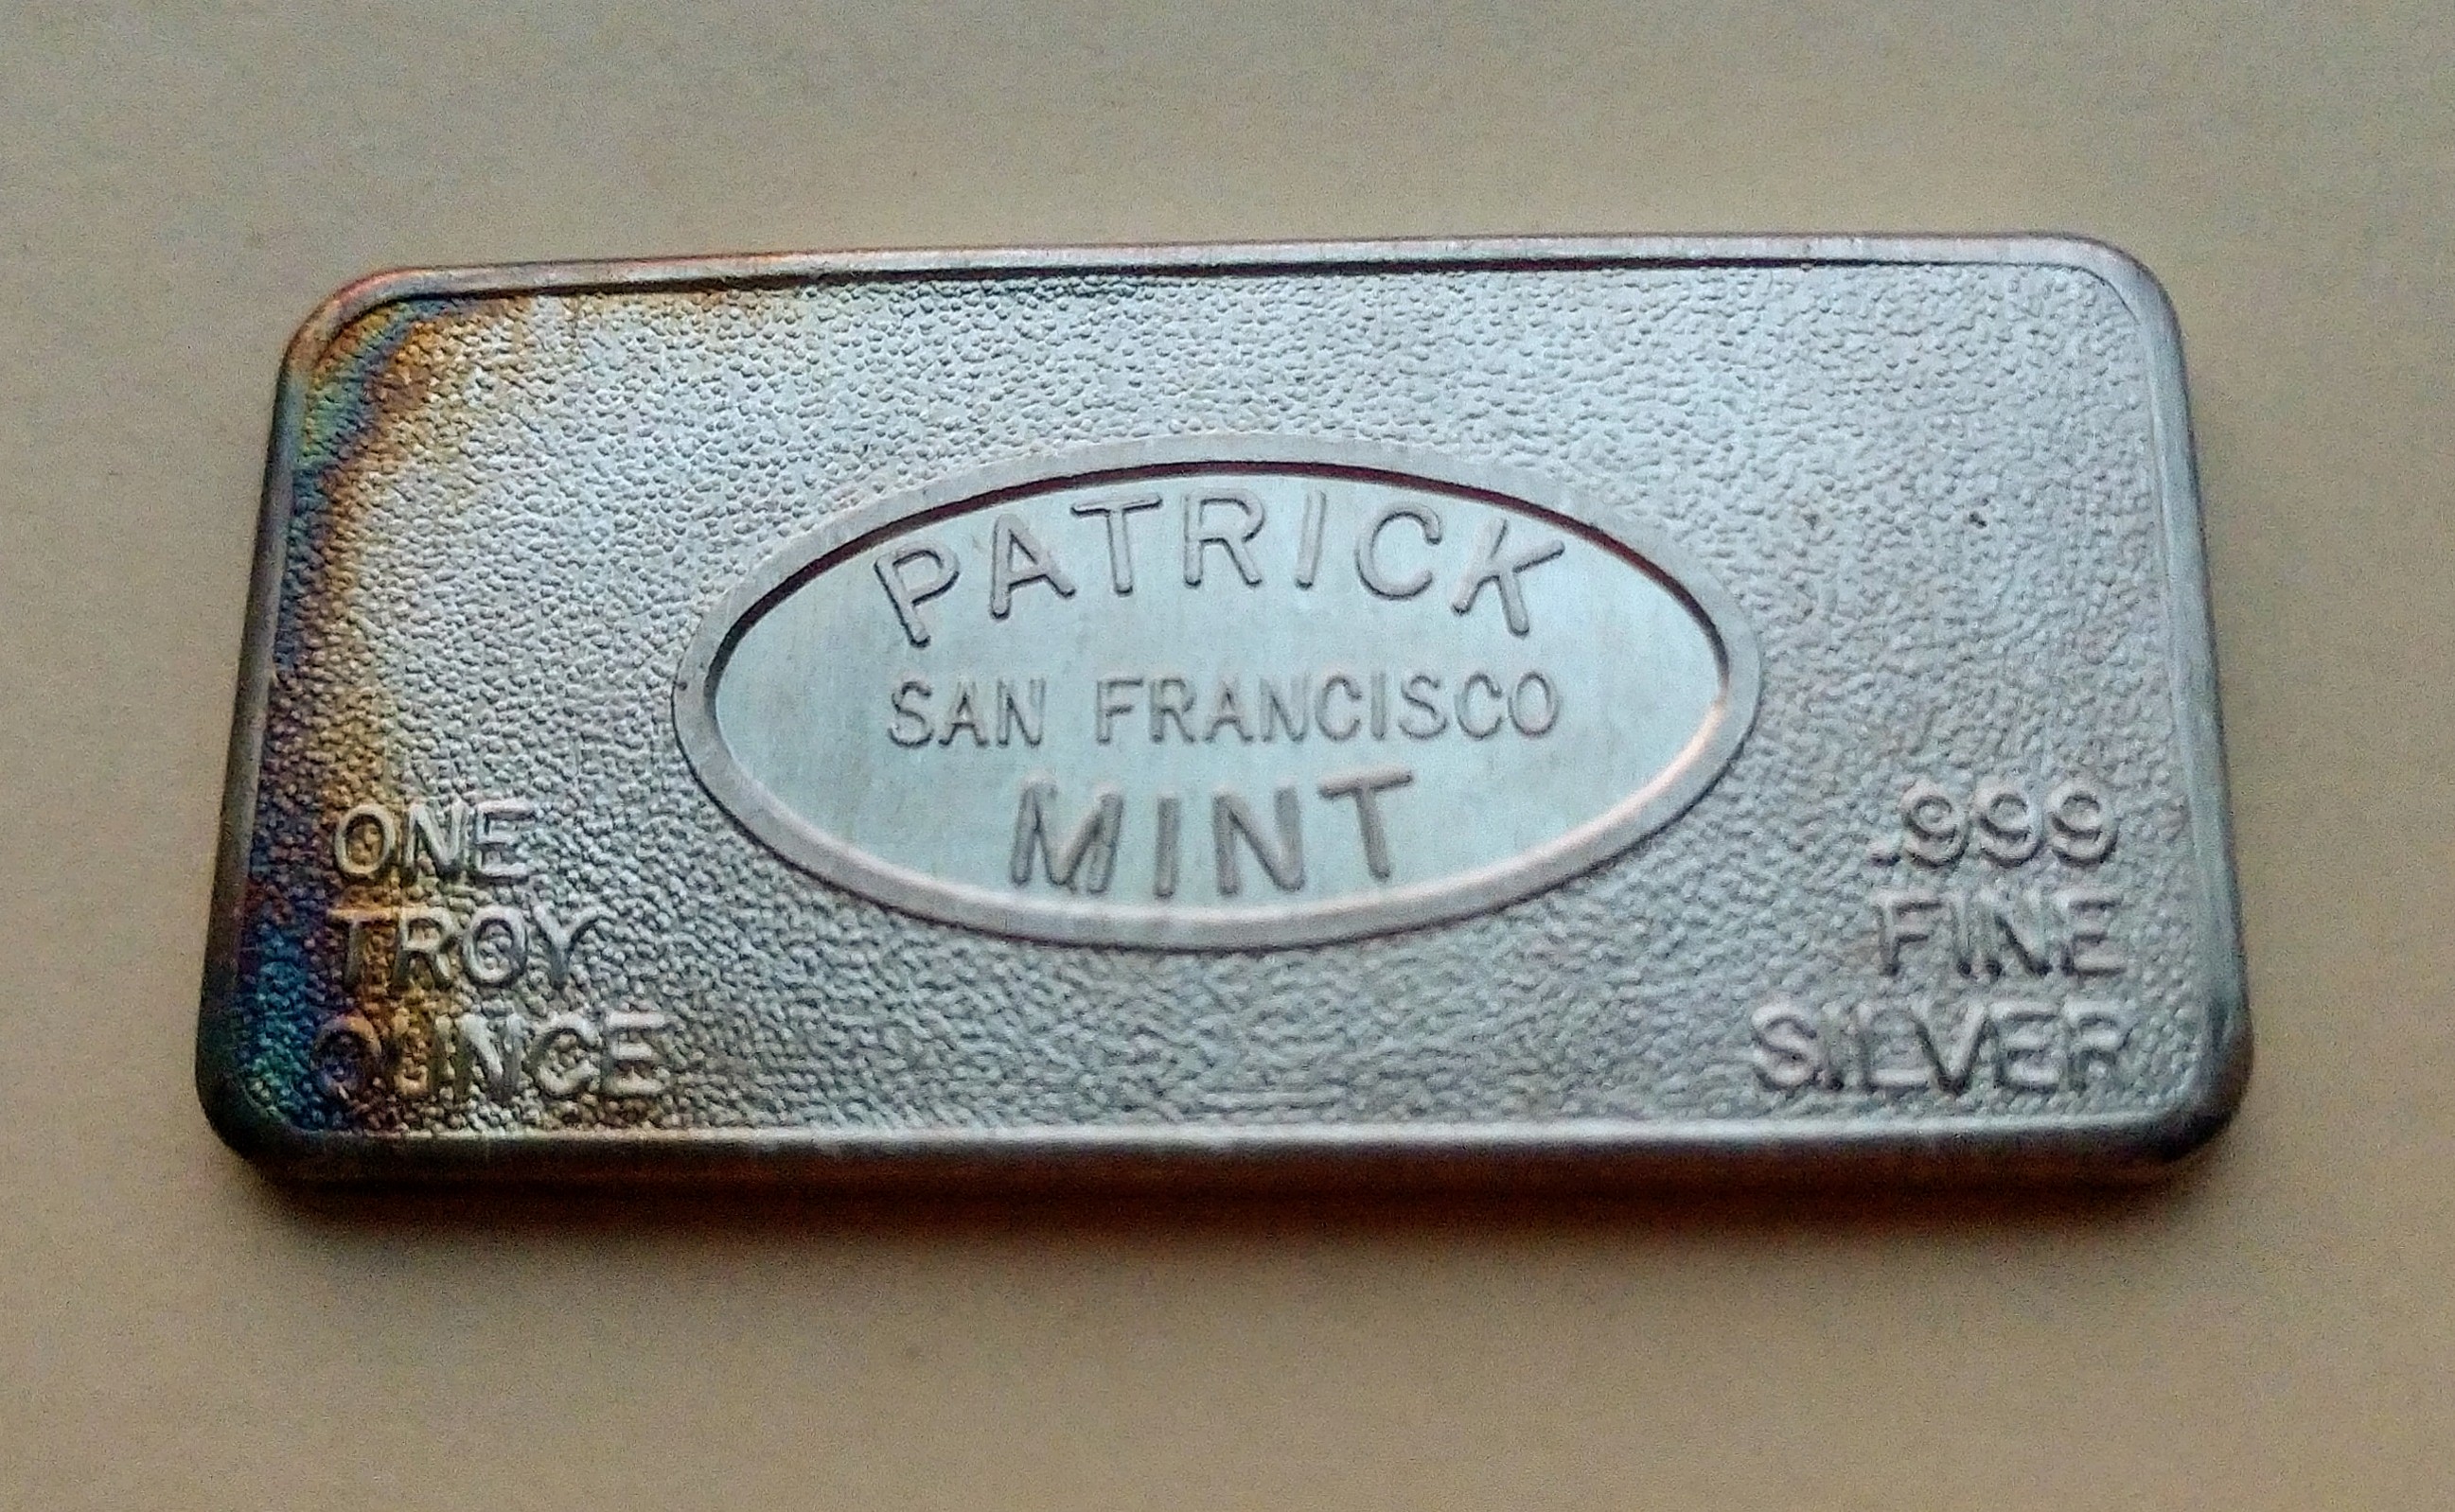 PATRICK
SAN FRANCISCO
MINT
ONE
TROY
OUNCE
.999
FINE
SILVER